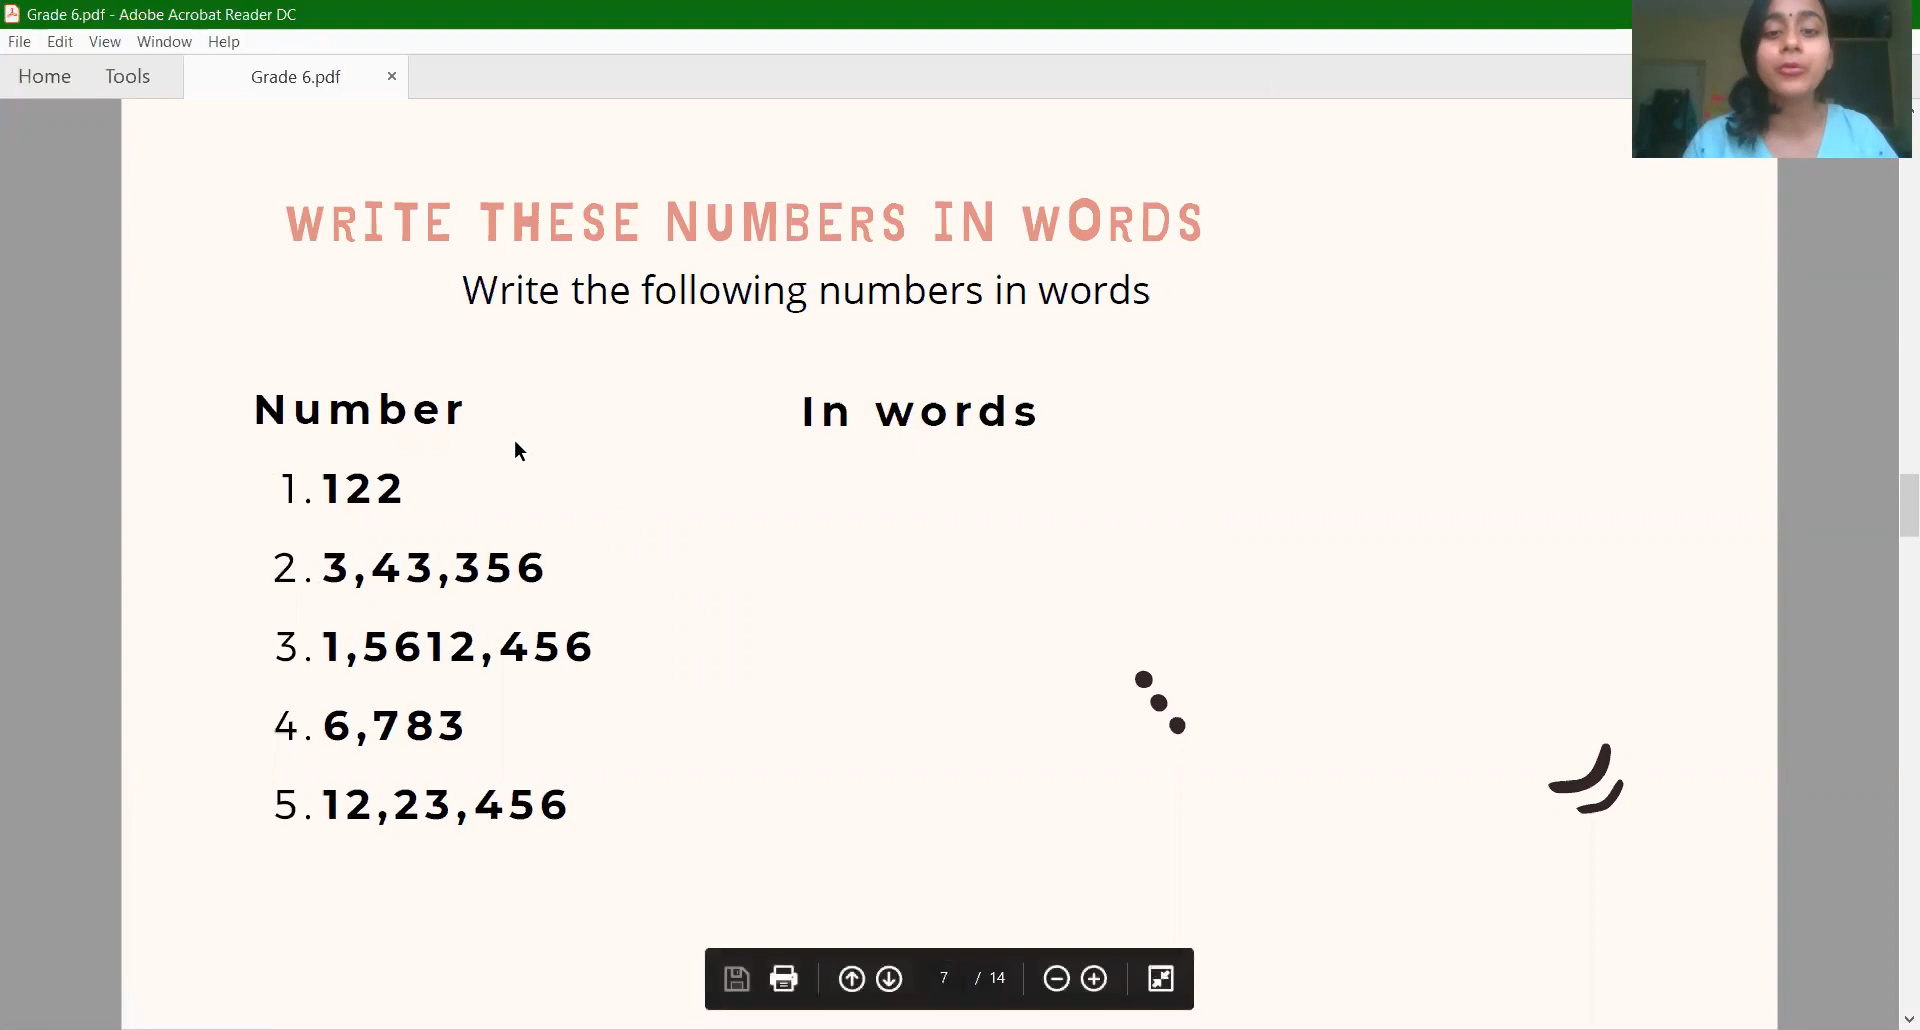 Grade 6.pdf - Adobe Acrobat Reader DC
File Edit View Window Help
Home Tools Grade 6.pdf ×
WRITE THESE NUMBERS IN WORDS
Write the following numbers in words
Number In words
1. 122
2. 3,43,356
3. 1,5612,456
4. 6,783
5. 12,23,456
7 / 14